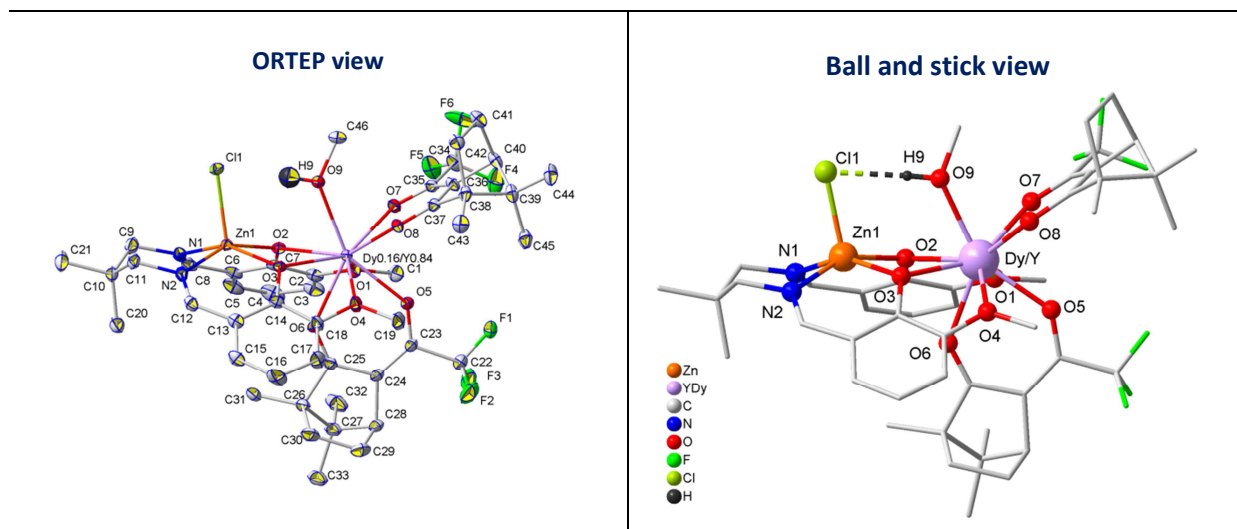 ORTEP view
F6
C41
C46
C34
C42
C40
Cl1
F5
F4
C44
H9
O9
C35
C36
C39
O7
C38
C37
O8
C43
C45
Zn1
O2
C9
N1
C7
C21
C6
Dy0.16/Y0.84
C11
C10
N2
C8
C5
O3
C2
C1
C4
C3
O1
C20
C12
C14
O5
C13
O6
C18
O4
C19
C23
F1
C15
C17
C25
C22
C16
C24
F3
C31
C26
C32
F2
C27
C28
C30
C29
C33
Ball and stick view
Cl1
H9
O9
O7
O8
Zn1
O2
N1
Dy/Y
N2
O3
O1
O5
O4
O6
Zn
YDy
C
N
O
F
Cl
H